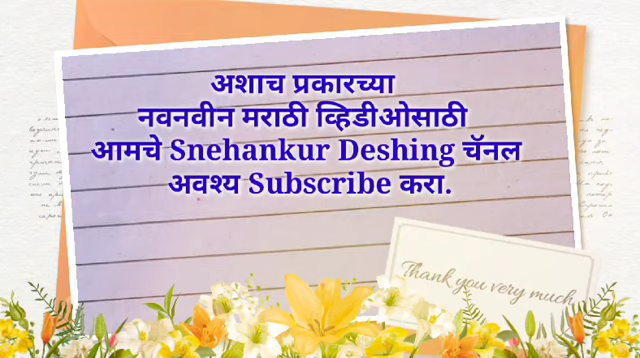 अशाच प्रकारच्या
नवनवीन मराठी व्हिडीओसाठी
आमचे Snehankur Deshing चॅनल
अवश्य Subscribe करा.
Thank you very much